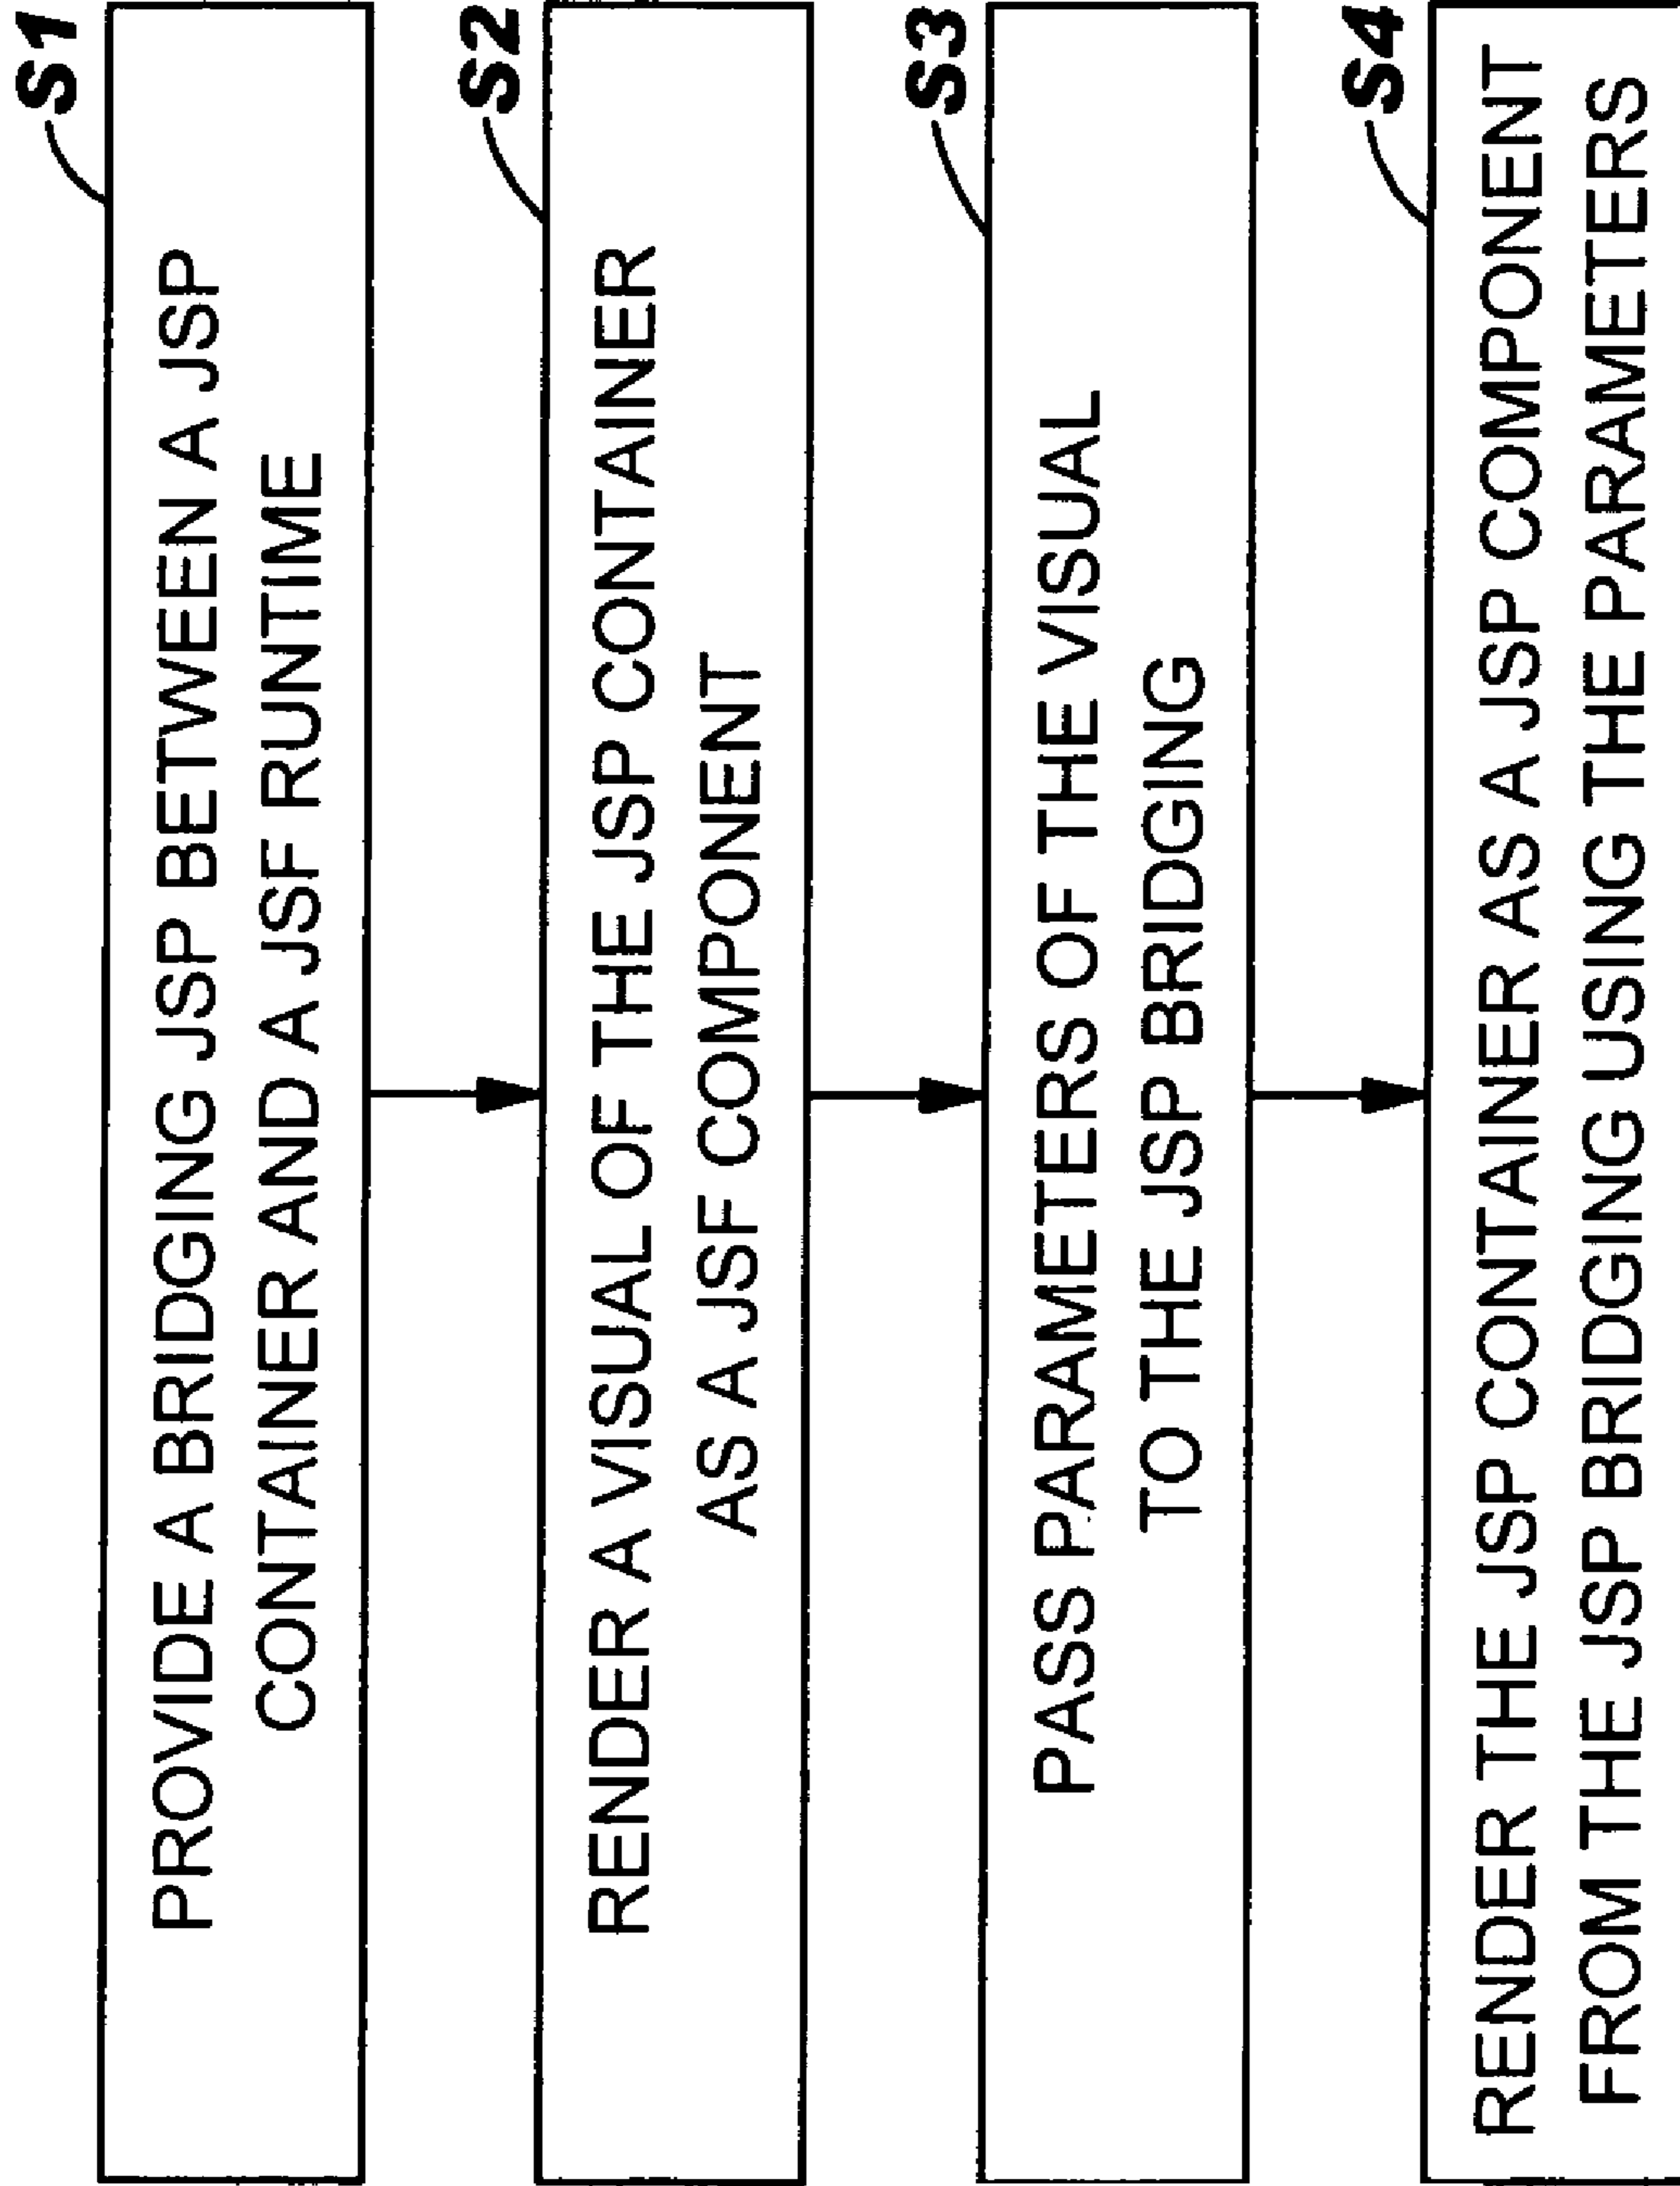 S1
PROVIDE A BRIDGING JSP BETWEEN A JSP
CONTAINER AND A JSF RUNTIME
S2
RENDER A VISUAL OF THE JSP CONTAINER
AS A JSF COMPONENT
S3
PASS PARAMETERS OF THE VISUAL
TO THE JSP BRIDGING
S4
RENDER THE JSP CONTAINER AS A JSP COMPONENT
FROM THE JSP BRIDGING USING THE PARAMETERS